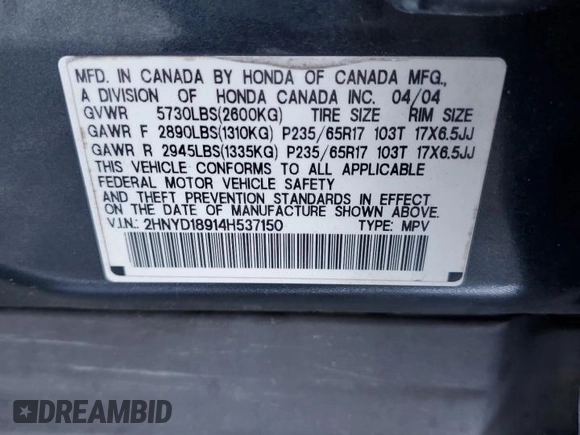 MFD. IN CANADA BY HONDA OF CANADA MFG.,
A DIVISION OF HONDA CANADA INC. 04/04
GVWR 5730LBS(2600KG) TIRE SIZE RIM SIZE
GAWR F 2890LBS(1310KG) P235/65R17 103T 17X6.5JJ
GAWR R 2945LBS(1335KG) P235/65R17 103T 17X6.5JJ
THIS VEHICLE CONFORMS TO ALL APPLICABLE
FEDERAL MOTOR VEHICLE SAFETY
AND THEFT PREVENTION STANDARDS IN EFFECT
ON THE DATE OF MANUFACTURE SHOWN ABOVE.
V.I.N.: 2HNYD18914H537150 TYPE: MPV
DREAMBID